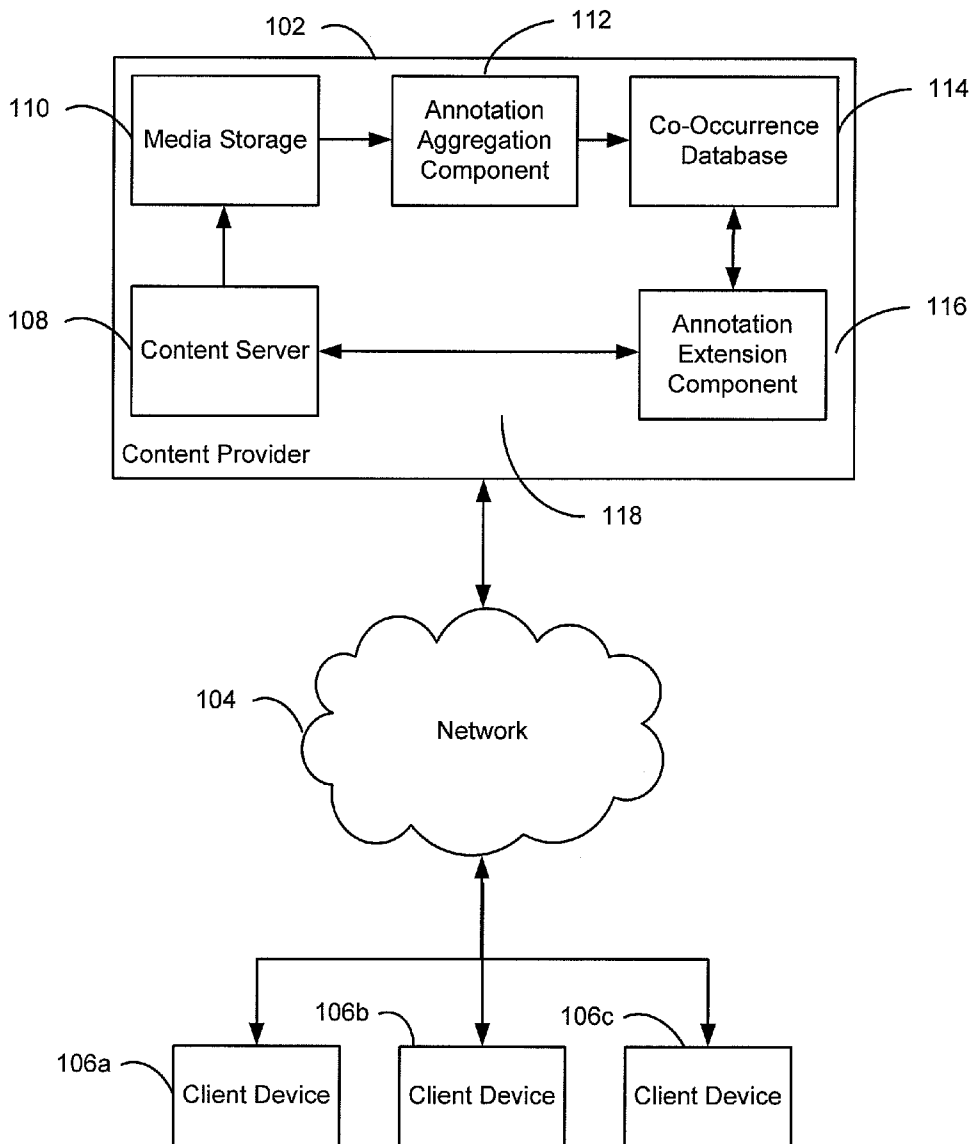 102
112
110
Media Storage
Annotation
Aggregation
Component
Co-Occurrence
Database
114
108
Content Server
Annotation
Extension
Component
116
Content Provider
118
104
Network
106a
Client Device
106b
Client Device
106c
Client Device